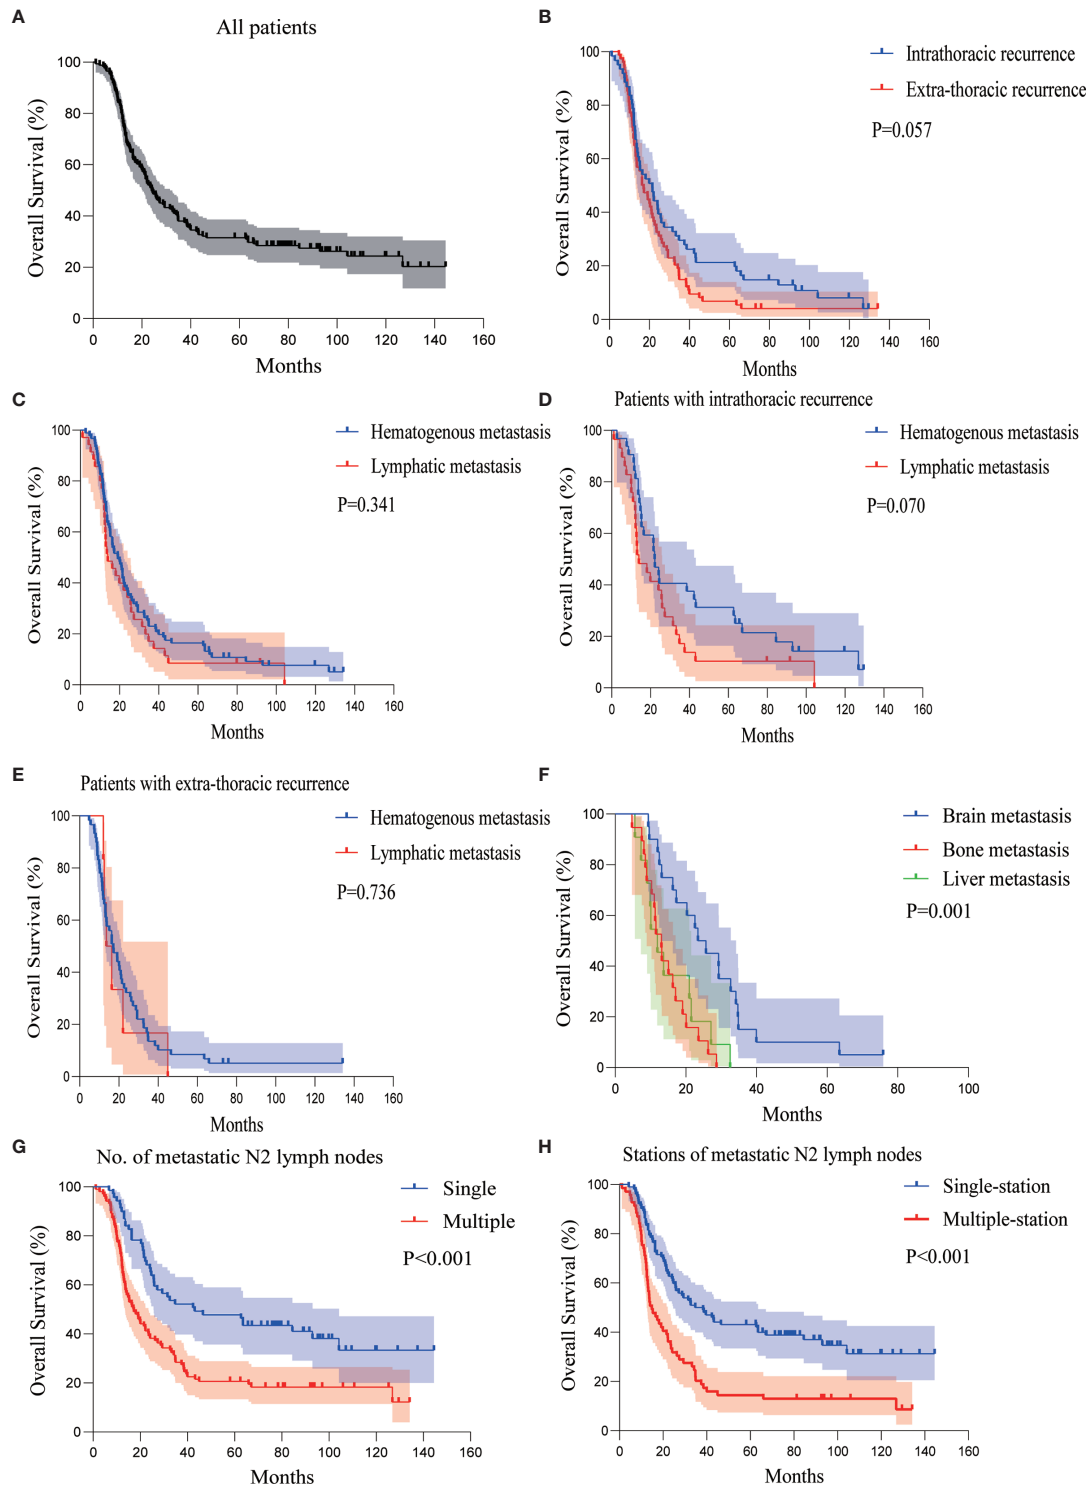 A
All patients
100
80
60
40
20
0
0 20 40 60 80 100 120 140 160
Overall Survival (%)
Months
B
100
80
60
40
20
0
0 20 40 60 80 100 120 140 160
Overall Survival (%)
Months
Intrathoracic recurrence
Extra-thoracic recurrence
P=0.057
C
100
80
60
40
20
0
0 20 40 60 80 100 120 140 160
Overall Survival (%)
Months
Hematogenous metastasis
Lymphatic metastasis
P=0.341
D
Patients with intrathoracic recurrence
100
80
60
40
20
0
0 20 40 60 80 100 120 140 160
Overall Survival (%)
Months
Hematogenous metastasis
Lymphatic metastasis
P=0.070
E
Patients with extra-thoracic recurrence
100
80
60
40
20
0
0 20 40 60 80 100 120 140 160
Overall Survival (%)
Months
Hematogenous metastasis
Lymphatic metastasis
P=0.736
F
100
80
60
40
20
0
0 20 40 60 80 100
Overall Survival (%)
Months
Brain metastasis
Bone metastasis
Liver metastasis
P=0.001
G
No. of metastatic N2 lymph nodes
100
80
60
40
20
0
0 20 40 60 80 100 120 140 160
Overall Survival (%)
Months
Single
Multiple
P<0.001
H
Stations of metastatic N2 lymph nodes
100
80
60
40
20
0
0 20 40 60 80 100 120 140 160
Overall Survival (%)
Months
Single-station
Multiple-station
P<0.001